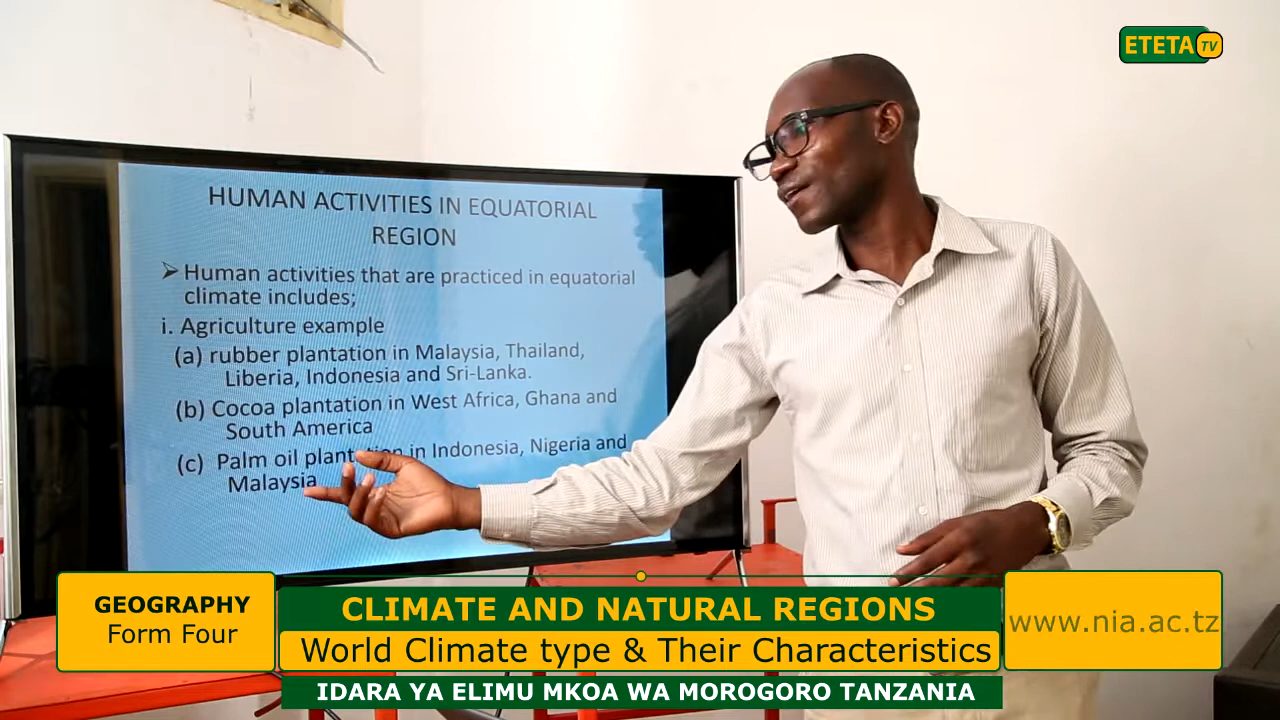 ETETA TV
HUMAN ACTIVITIES IN EQUATORIAL
REGION
➢ Human activities that are practiced in equatorial
climate includes;
i. Agriculture example
(a) rubber plantation in Malaysia, Thailand,
Liberia, Indonesia and Sri-Lanka.
(b) Cocoa plantation in West Africa, Ghana and
South America
(c) Palm oil plantation in Indonesia, Nigeria and
Malaysia
GEOGRAPHY
Form Four
CLIMATE AND NATURAL REGIONS
World Climate type & Their Characteristics
www.nia.ac.tz
IDARA YA ELIMU MKOA WA MOROGORO TANZANIA